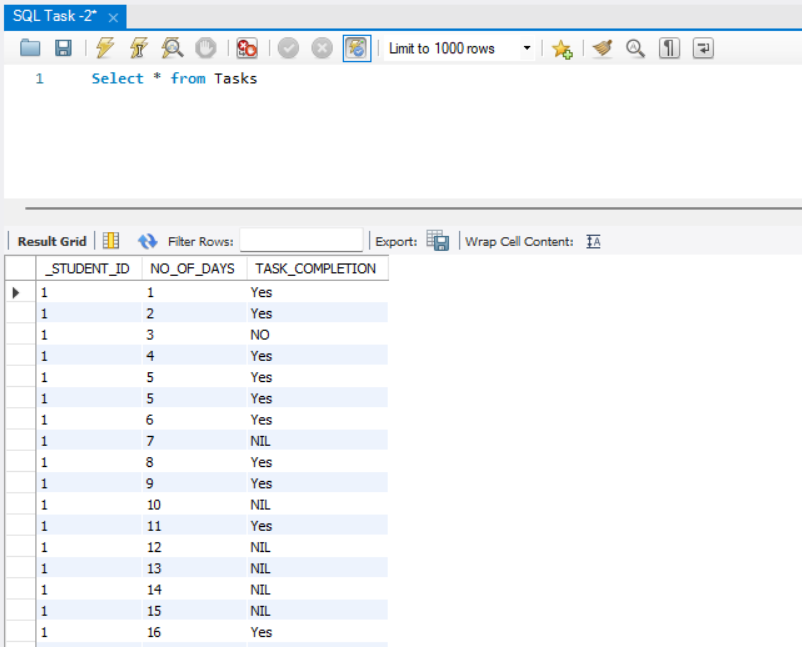 SQL Task -2* ×
Limit to 1000 rows
1 Select * from Tasks
Result Grid Filter Rows: Export: Wrap Cell Content:
_STUDENT_ID NO_OF_DAYS TASK_COMPLETION
1 1 Yes
1 2 Yes
1 3 NO
1 4 Yes
1 5 Yes
1 5 Yes
1 6 Yes
1 7 NIL
1 8 Yes
1 9 Yes
1 10 NIL
1 11 Yes
1 12 NIL
1 13 NIL
1 14 NIL
1 15 NIL
1 16 Yes